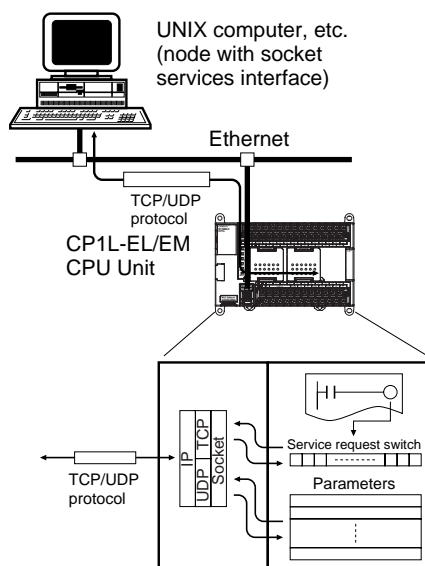 UNIX computer, etc.
(node with socket
services interface)
Ethernet
TCP/UDP
protocol
CP1L-EL/EM
CPU Unit
IP
UDP
TCP
Socket
Service request switch
Parameters
TCP/UDP
protocol